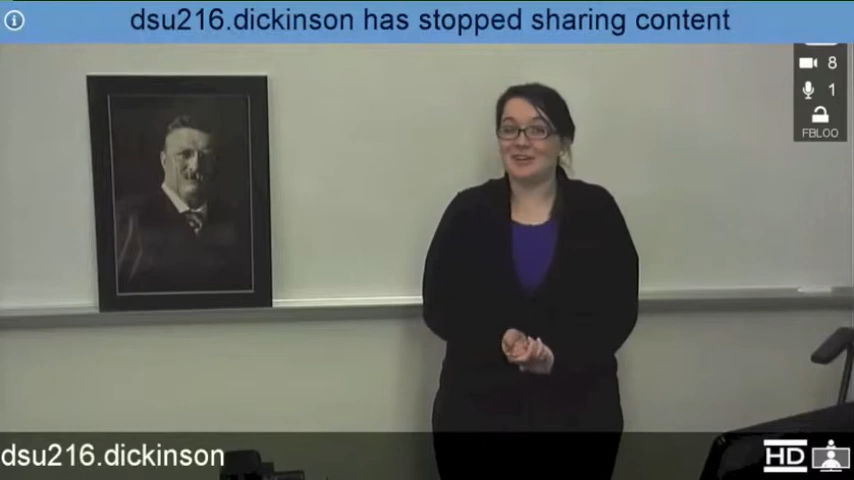 dsu216.dickinson has stopped sharing content
8
1
FBLOO
dsu216.dickinson
HD